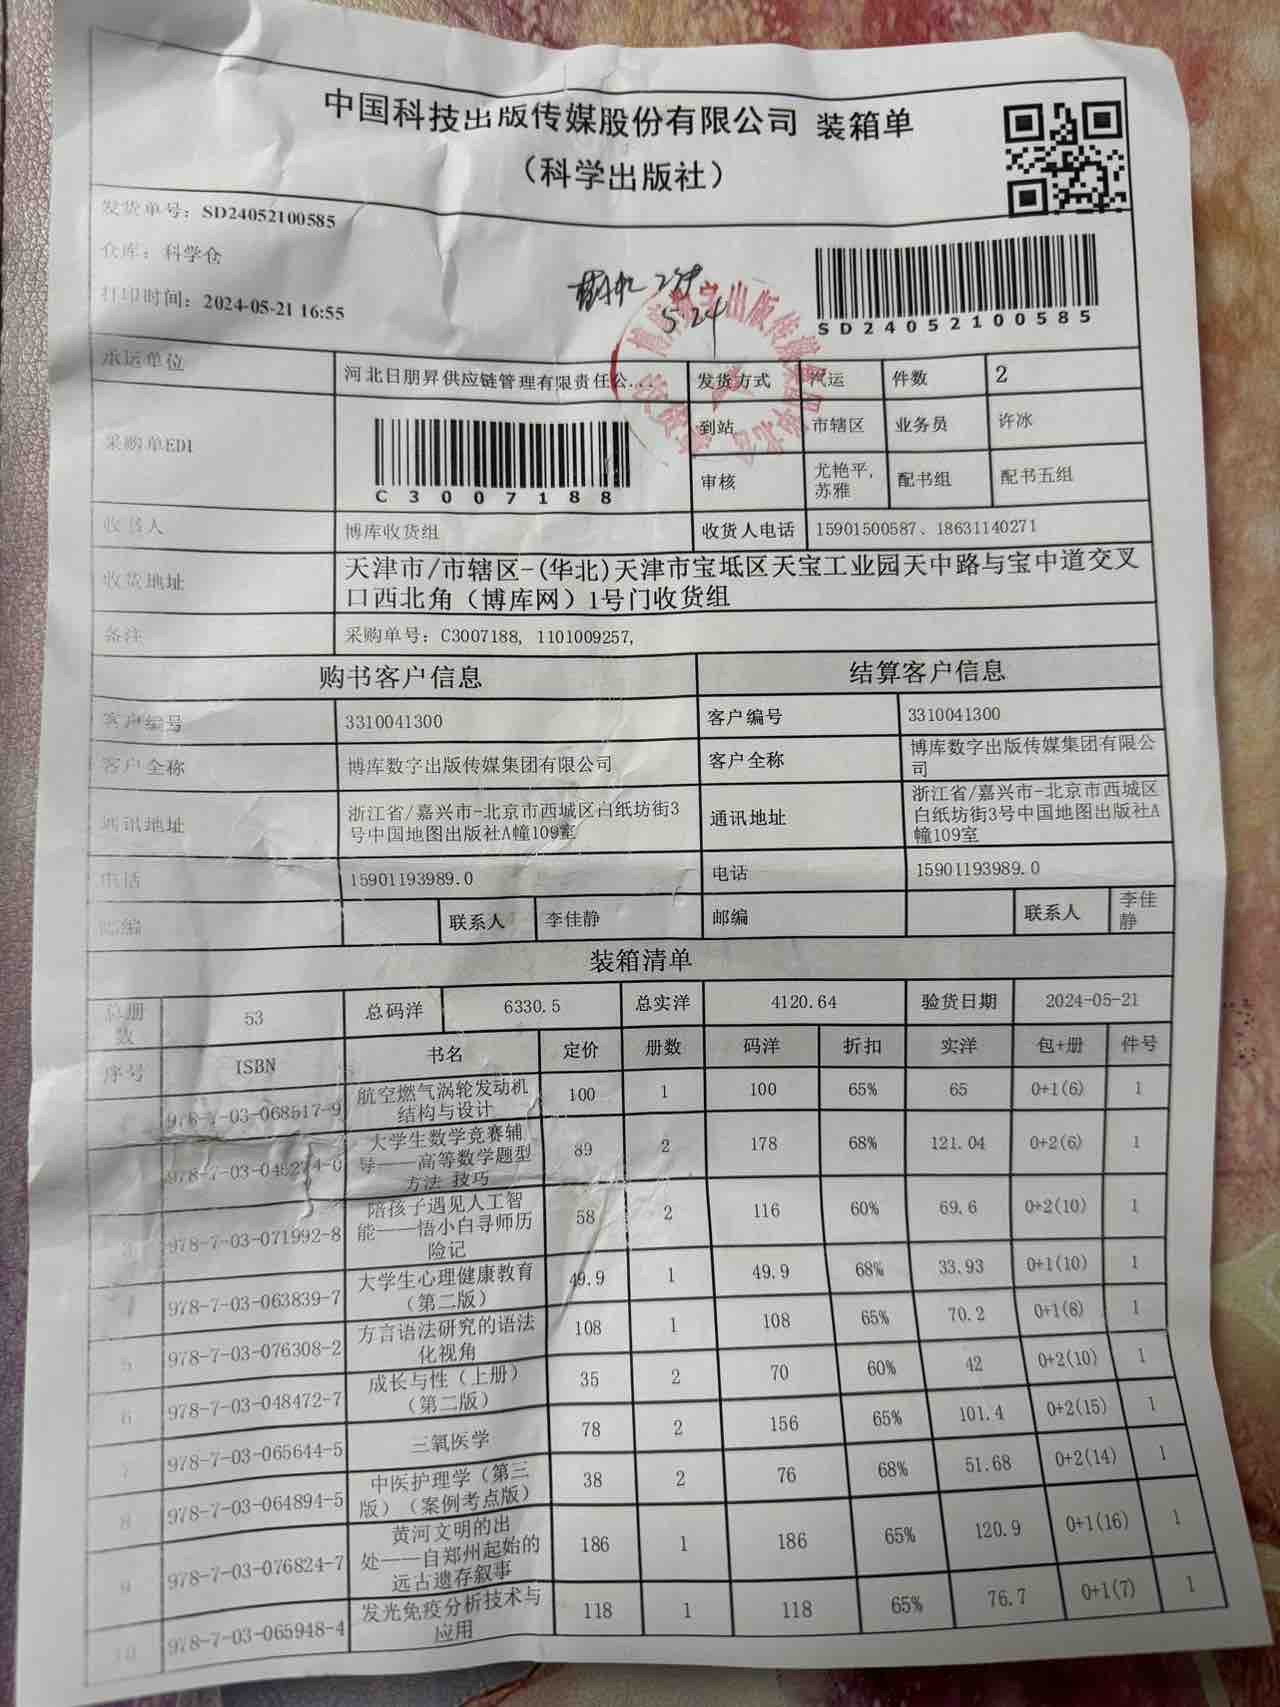 中国科技出版传媒股份有限公司 装箱单
（科学出版社）
发货单号：SD24052100585
仓库：科学仓
打印时间：2024-05-21 16:55
5.24
SD24052100585
承运单位 河北日朋昇供应链管理有限责任公... 发货方式 汽运 件数 2
采购单EDI C3007188 到站 市辖区 业务员 许冰
审核 尤艳平,苏雅 配书组 配书五组
收书人 博库收货组 收货人电话 15901500587、18631140271
收货地址 天津市/市辖区-(华北)天津市宝坻区天宝工业园天中路与宝中道交叉
口西北角（博库网）1号门收货组
备注 采购单号：C3007188, 1101009257,
购书客户信息 结算客户信息
客户编号 3310041300 客户编号 3310041300
客户全称 博库数字出版传媒集团有限公司 客户全称 博库数字出版传媒集团有限公司
通讯地址 浙江省/嘉兴市-北京市西城区白纸坊街3号中国地图出版社A幢109室 通讯地址 浙江省/嘉兴市-北京市西城区白纸坊街3号中国地图出版社A幢109室
电话 15901193989.0 电话 15901193989.0
邮编 联系人 李佳静 邮编 联系人 李佳静
装箱清单
总册数 53 总码洋 6330.5 总实洋 4120.64 验货日期 2024-05-21
序号 ISBN 书名 定价 册数 码洋 折扣 实洋 包+册 件号
978-7-03-068517-9 航空燃气涡轮发动机结构与设计 100 1 100 65% 65 0+1(6) 1
大学生数学竞赛辅导——高等数学题型 方法 技巧 89 2 178 68% 121.04 0+2(6) 1
3 978-7-03-071992-8 陪孩子遇见人工智能——悟小白寻师历险记 58 2 116 60% 69.6 0+2(10) 1
4 978-7-03-063839-7 大学生心理健康教育（第二版） 49.9 1 49.9 68% 33.93 0+1(10) 1
5 978-7-03-076308-2 方言语法研究的语法化视角 108 1 108 65% 70.2 0+1(8) 1
6 978-7-03-048472-7 成长与性（上册）（第二版） 35 2 70 60% 42 0+2(10) 1
7 978-7-03-065644-5 三氧医学 78 2 156 65% 101.4 0+2(15) 1
8 978-7-03-064894-5 中医护理学（第三版）（案例考点版） 38 2 76 68% 51.68 0+2(14) 1
9 978-7-03-076824-7 黄河文明的出处——自郑州起始的远古遗存叙事 186 1 186 65% 120.9 0+1(16) 1
10 978-7-03-065948-4 发光免疫分析技术与应用 118 1 118 65% 76.7 0+1(7) 1